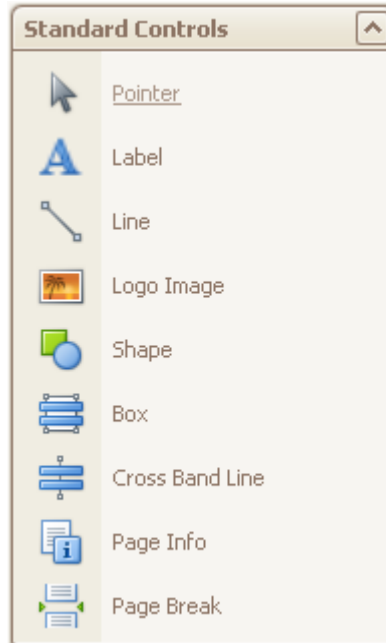 Standard Controls
Pointer
Label
Line
Logo Image
Shape
Box
Cross Band Line
Page Info
Page Break